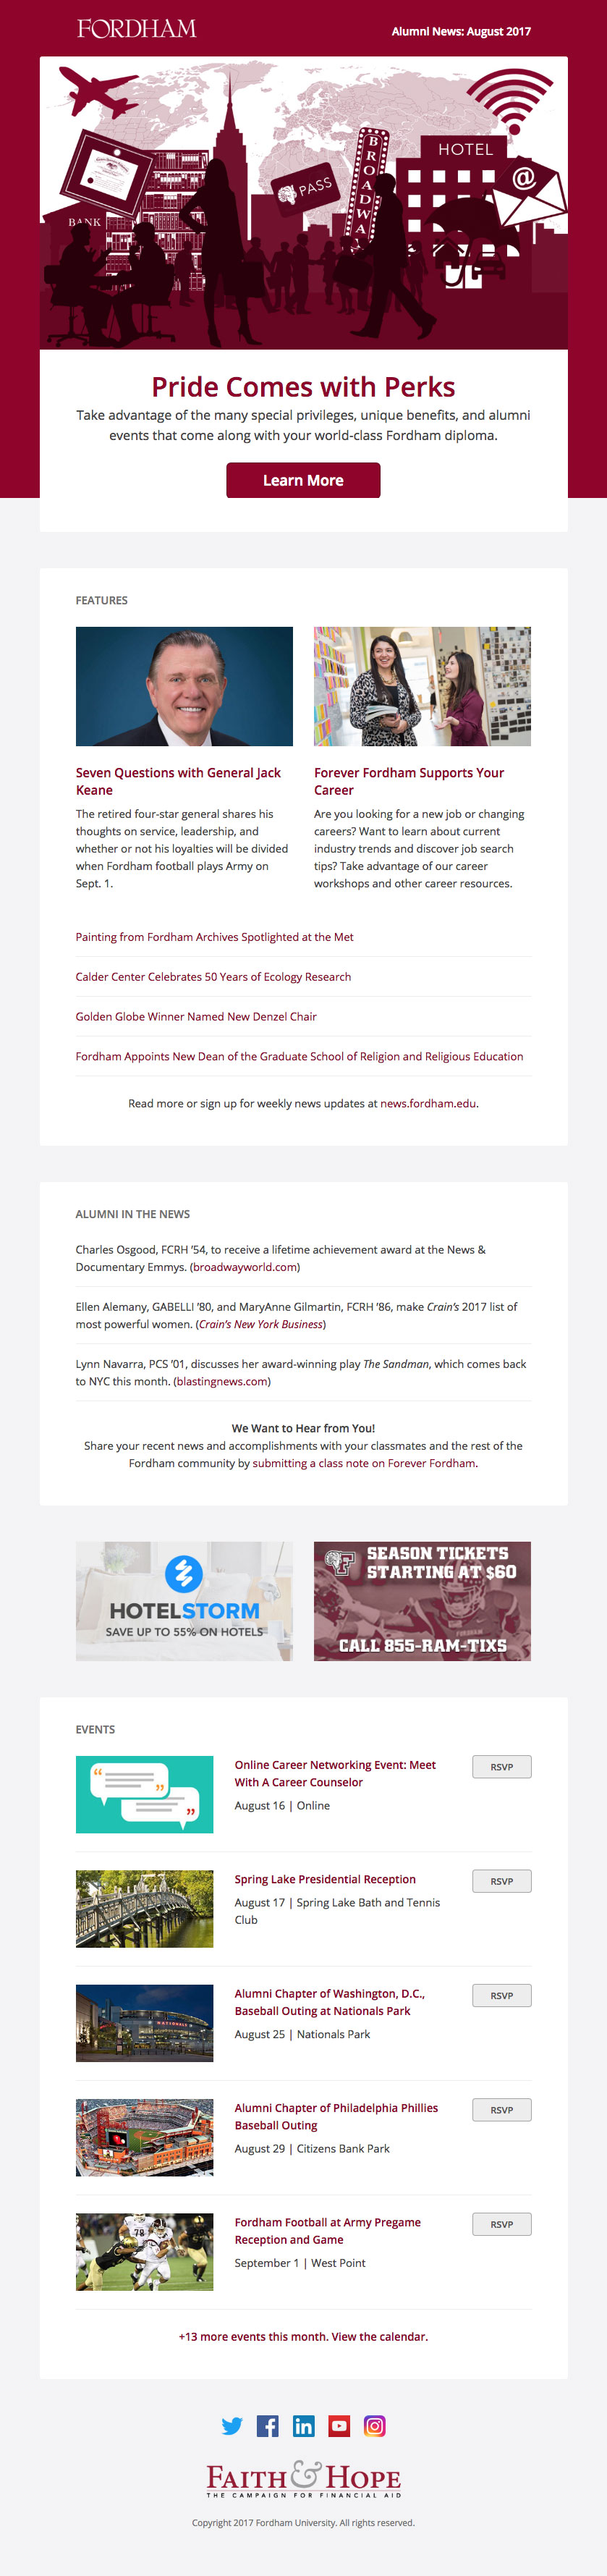 FORDHAM
Alumni News: August 2017
BANK
PASS
BROADWAY
HOTEL
@
Pride Comes with Perks
Take advantage of the many special privileges, unique benefits, and alumni
events that come along with your world-class Fordham diploma.
Learn More
FEATURES
Seven Questions with General Jack
Keane
The retired four-star general shares his
thoughts on service, leadership, and
whether or not his loyalties will be divided
when Fordham football plays Army on
Sept. 1.
Forever Fordham Supports Your
Career
Are you looking for a new job or changing
careers? Want to learn about current
industry trends and discover job search
tips? Take advantage of our career
workshops and other career resources.
Painting from Fordham Archives Spotlighted at the Met
Calder Center Celebrates 50 Years of Ecology Research
Golden Globe Winner Named New Denzel Chair
Fordham Appoints New Dean of the Graduate School of Religion and Religious Education
Read more or sign up for weekly news updates at news.fordham.edu.
ALUMNI IN THE NEWS
Charles Osgood, FCRH ’54, to receive a lifetime achievement award at the News &
Documentary Emmys. (broadwayworld.com)
Ellen Alemany, GABELLI ’80, and MaryAnne Gilmartin, FCRH ’86, make Crain’s 2017 list of
most powerful women. (Crain’s New York Business)
Lynn Navarra, PCS ’01, discusses her award-winning play The Sandman, which comes back
to NYC this month. (blastingnews.com)
We Want to Hear from You!
Share your recent news and accomplishments with your classmates and the rest of the
Fordham community by submitting a class note on Forever Fordham.
HOTELSTORM
SAVE UP TO 55% ON HOTELS
F
SEASON TICKETS
STARTING AT $60
CALL 855-RAM-TIXS
EVENTS
Online Career Networking Event: Meet
With A Career Counselor
August 16 | Online
RSVP
Spring Lake Presidential Reception
August 17 | Spring Lake Bath and Tennis
Club
RSVP
NATIONALS
Alumni Chapter of Washington, D.C.,
Baseball Outing at Nationals Park
August 25 | Nationals Park
RSVP
Alumni Chapter of Philadelphia Phillies
Baseball Outing
August 29 | Citizens Bank Park
RSVP
78
Fordham Football at Army Pregame
Reception and Game
September 1 | West Point
RSVP
+13 more events this month. View the calendar.
in
FAITH & HOPE
THE CAMPAIGN FOR FINANCIAL AID
Copyright 2017 Fordham University. All rights reserved.